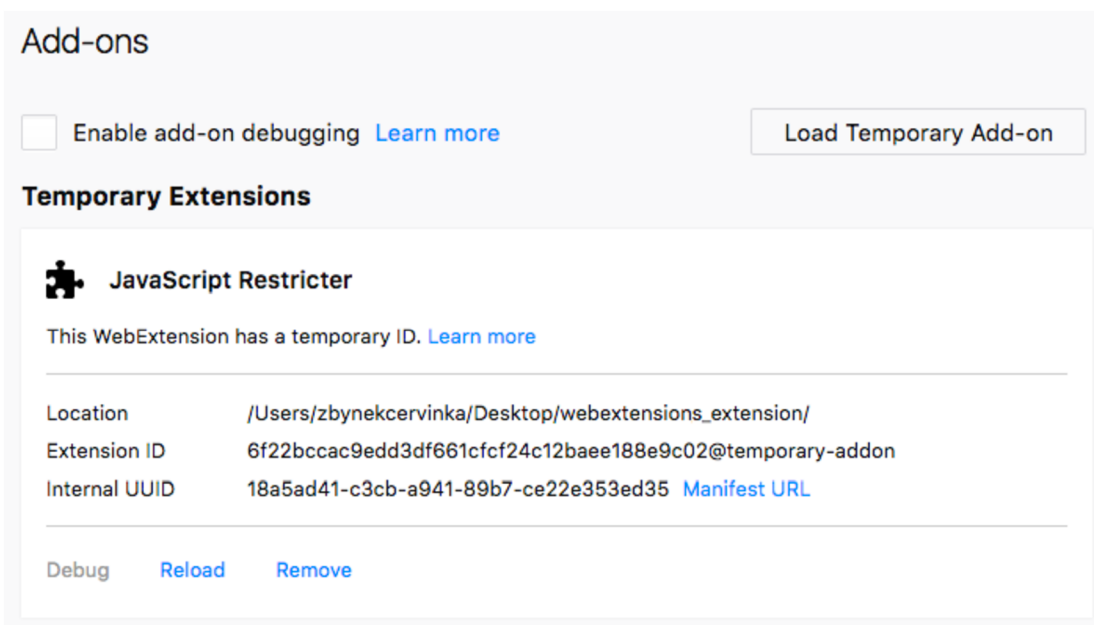 Add-ons
Enable add-on debugging Learn more Load Temporary Add-on
Temporary Extensions
JavaScript Restricter
This WebExtension has a temporary ID. Learn more
Location /Users/zbynekcervinka/Desktop/webextensions_extension/
Extension ID 6f22bccac9edd3df661cfcf24c12baee188e9c02@temporary-addon
Internal UUID 18a5ad41-c3cb-a941-89b7-ce22e353ed35 Manifest URL
Debug Reload Remove